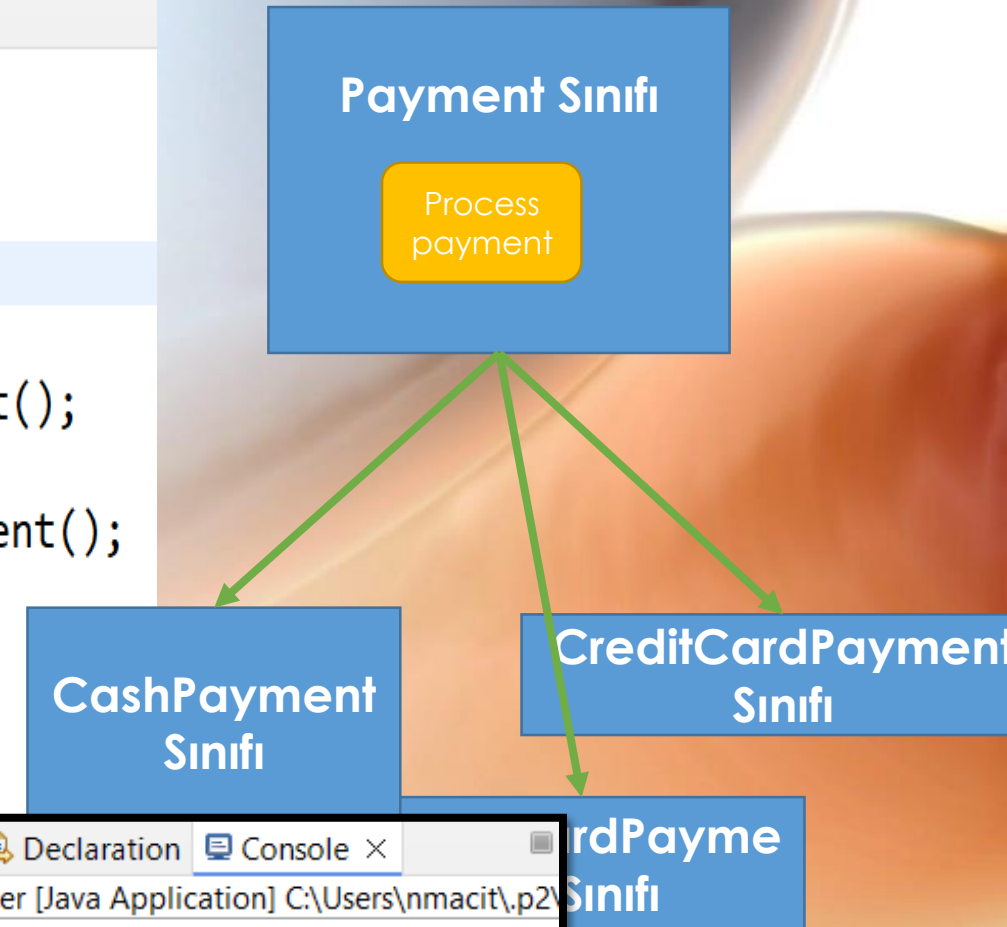 Payment Sınıfı
Process
payment
t();
ent();
CreditCardPayment
Sınıfı
CashPayment
Sınıfı
rdPayme
Sınıfı
Declaration Console ×
er [Java Application] C:\Users\nmacit\.p2\